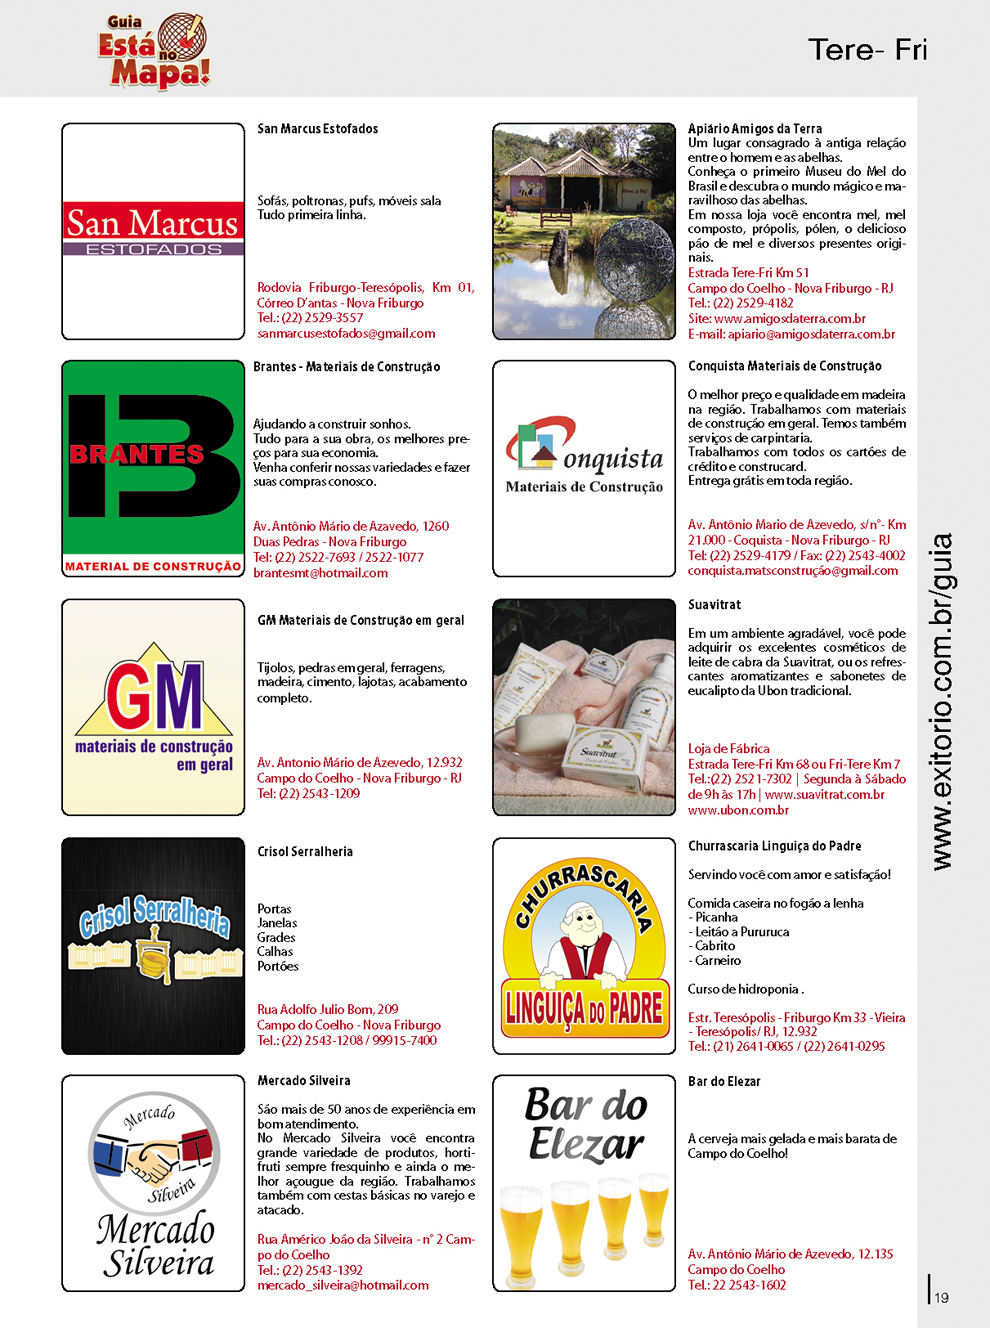 Guia
Está
no
Mapa!
Tere- Fri
San Marcus
ESTOFADOS
San Marcus Estofados
Sofás, poltronas, pufs, móveis sala
Tudo primeira linha.
Rodovia Friburgo-Teresópolis, Km 01,
Córreo D'antas - Nova Friburgo
Tel.: (22) 2529-3557
sanmarcusestofados@gmail.com
Apiário Amigos da Terra
Um lugar consagrado à antiga relação
entre o homem e as abelhas.
Conheça o primeiro Museu do Mel do
Brasil e descubra o mundo mágico e ma-
ravilhoso das abelhas.
Em nossa loja você encontra mel, mel
composto, própolis, pólen, o delicioso
pão de mel e diversos presentes origi-
nais.
Estrada Tere-Fri Km 51
Campo do Coelho - Nova Friburgo - RJ
Tel.: (22) 2529-4182
Site: www.amigosdaterra.com.br
E-mail: apiario@amigosdaterra.com.br
B
BRANTES
MATERIAL DE CONSTRUÇÃO
Brantes - Materiais de Construção
Ajudando a construir sonhos.
Tudo para a sua obra, os melhores pre-
ços para sua economia.
Venha conferir nossas variedades e fazer
suas compras conosco.
Av. Antônio Mário de Azavedo, 1260
Duas Pedras - Nova Friburgo
Tel: (22) 2522-7693 / 2522-1077
brantesmt@hotmail.com
Conquista
Materiais de Construção
Conquista Materiais de Construção
O melhor preço e qualidade em madeira
na região. Trabalhamos com materiais
de construção em geral. Temos também
serviços de carpintaria.
Trabalhamos com todos os cartões de
crédito e construcard.
Entrega grátis em toda região.
Av. Antônio Mario de Azevedo, s/n°- Km
21.000 - Coquista - Nova Friburgo - RJ
Tel: (22) 2529-4179 / Fax: (22) 2543-4002
conquista.matsconstrução@gmail.com
GM
materiais de construção
em geral
GM Materiais de Construção em geral
Tijolos, pedras em geral, ferragens,
madeira, cimento, lajotas, acabamento
completo.
Av. Antonio Mário de Azevedo, 12.932
Campo do Coelho - Nova Friburgo - RJ
Tel: (22) 2543-1209
Suavitrat
Suavitrat
Em um ambiente agradável, você pode
adquirir os excelentes cosméticos de
leite de cabra da Suavitrat, ou os refres-
cantes aromatizantes e sabonetes de
eucalipto da Ubon tradicional.
Loja de Fábrica
Estrada Tere-Fri Km 68 ou Fri-Tere Km 7
Tel.:(22) 2521-7302 | Segunda à Sábado
de 9h às 17h | www.suavitrat.com.br
www.ubon.com.br
Crisol Serralheria
Crisol Serralheria
Portas
Janelas
Grades
Calhas
Portões
Rua Adolfo Julio Bom, 209
Campo do Coelho - Nova Friburgo
Tel.: (22) 2543-1208 / 99915-7400
CHURRASCARIA
LINGUIÇA DO PADRE
Churrascaria Linguiça do Padre
Servindo você com amor e satisfação!
Comida caseira no fogão a lenha
- Picanha
- Leitão a Pururuca
- Cabrito
- Carneiro
Curso de hidroponia .
Estr. Teresópolis - Friburgo Km 33 - Vieira
- Teresópolis/ RJ, 12.932
Tel.: (21) 2641-0065 / (22) 2641-0295
Mercado
Silveira
Mercado
Silveira
Mercado Silveira
São mais de 50 anos de experiência em
bom atendimento.
No Mercado Silveira você encontra
grande variedade de produtos, horti-
fruti sempre fresquinho e ainda o me-
lhor açougue da região. Trabalhamos
também com cestas básicas no varejo e
atacado.
Rua Américo João da Silveira - n° 2 Cam-
po do Coelho
Tel.: (22) 2543-1392
mercado_silveira@hotmail.com
Bar do
Elezar
Bar do Elezar
A cerveja mais gelada e mais barata de
Campo do Coelho!
Av. Antônio Mário de Azevedo, 12.135
Campo do Coelho
Tel.: 22 2543-1602
www.exitorio.com.br/guia
19